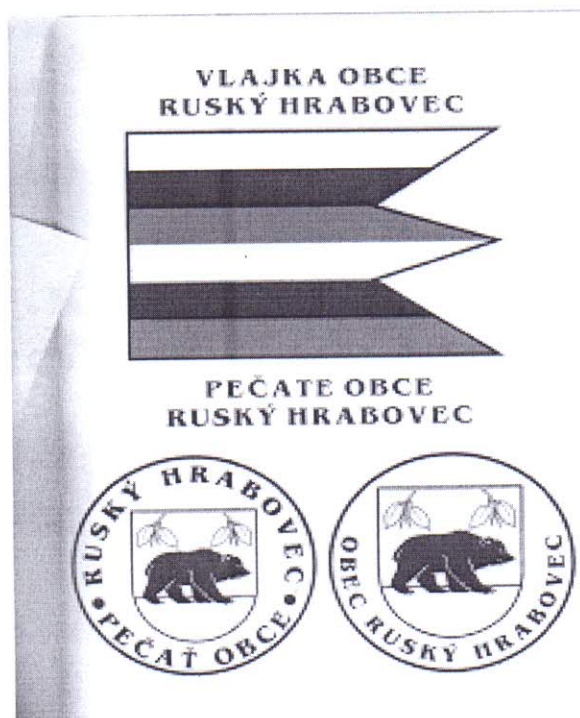 VLAJKA OBCE
RUSKÝ HRABOVEC
PEČATE OBCE
RUSKÝ HRABOVEC
RUSKÝ HRABOVEC
• PEČAŤ OBCE •
OBEC RUSKÝ HRABOVEC